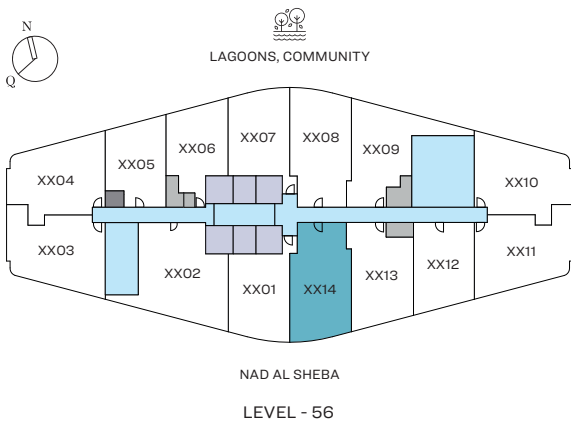 N
Q
LAGOONS, COMMUNITY
XX07
XX08
XX06
XX09
XX05
XX04
XX10
XX03
XX11
XX02
XX12
XX13
XX01
XX14
NAD AL SHEBA
LEVEL - 56